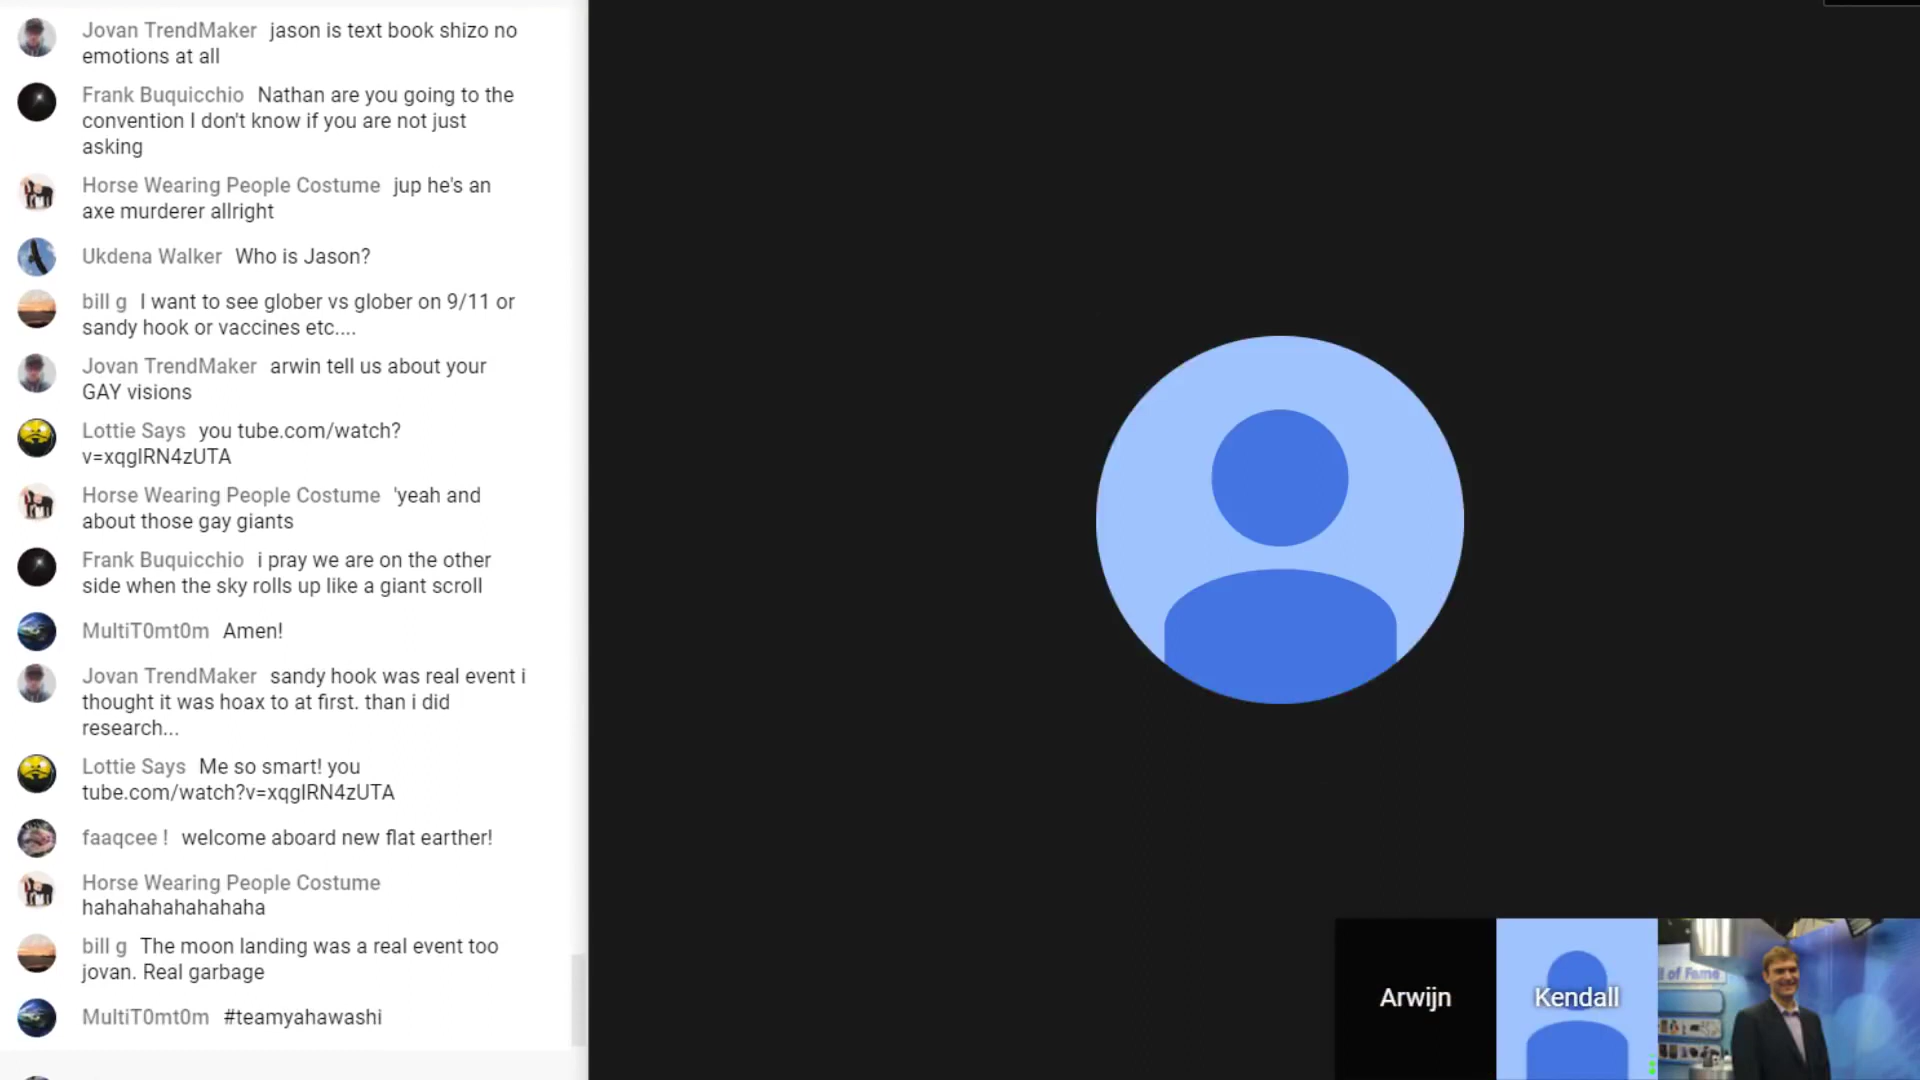 Jovan TrendMaker jason is text book shizo no
emotions at all
Frank Buquicchio Nathan are you going to the
convention I don't know if you are not just
asking
Horse Wearing People Costume jup he's an
axe murderer allright
Ukdena Walker Who is Jason?
bill g I want to see glober vs glober on 9/11 or
sandy hook or vaccines etc....
Jovan TrendMaker arwin tell us about your
GAY visions
Lottie Says you tube.com/watch?
v=xqgIRN4zUTA
Horse Wearing People Costume 'yeah and
about those gay giants
Frank Buquicchio i pray we are on the other
side when the sky rolls up like a giant scroll
MultiT0mt0m Amen!
Jovan TrendMaker sandy hook was real event i
thought it was hoax to at first. than i did
research...
Lottie Says Me so smart! you
tube.com/watch?v=xqgIRN4zUTA
faaqcee ! welcome aboard new flat earther!
Horse Wearing People Costume
hahahahahahaha
bill g The moon landing was a real event too
jovan. Real garbage
MultiT0mt0m #teamyahawashi
Arwijn
Kendall
of Fame